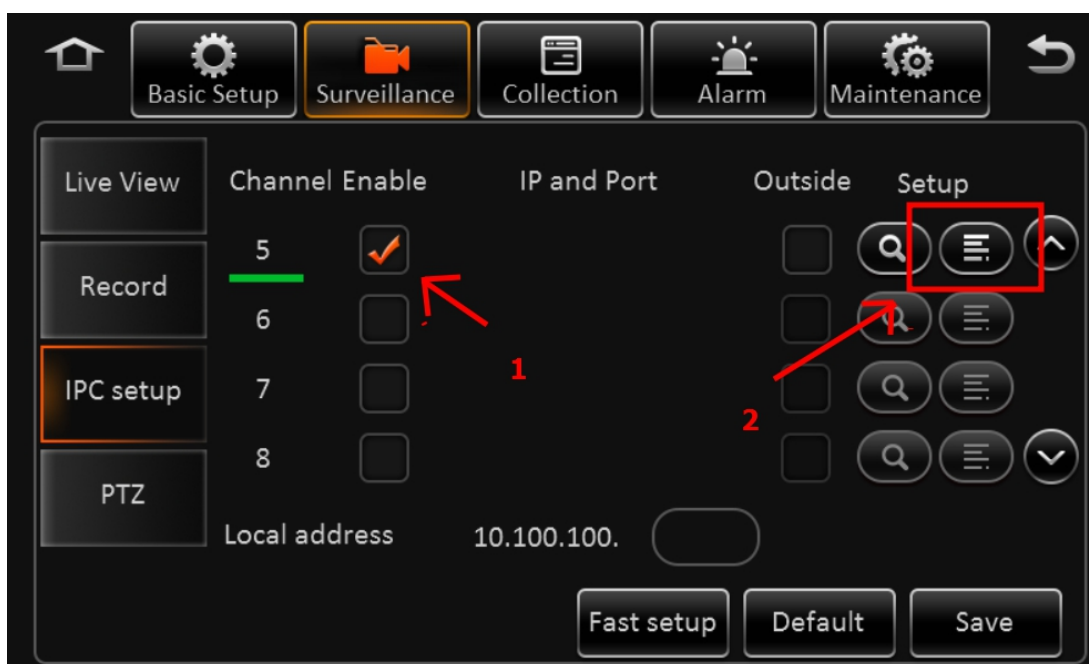 Basic Setup Surveillance Collection Alarm Maintenance
Live View Channel Enable IP and Port Outside Setup
5
Record
6
IPC setup 7
1
2
8
PTZ
Local address 10.100.100.
Fast setup Default Save